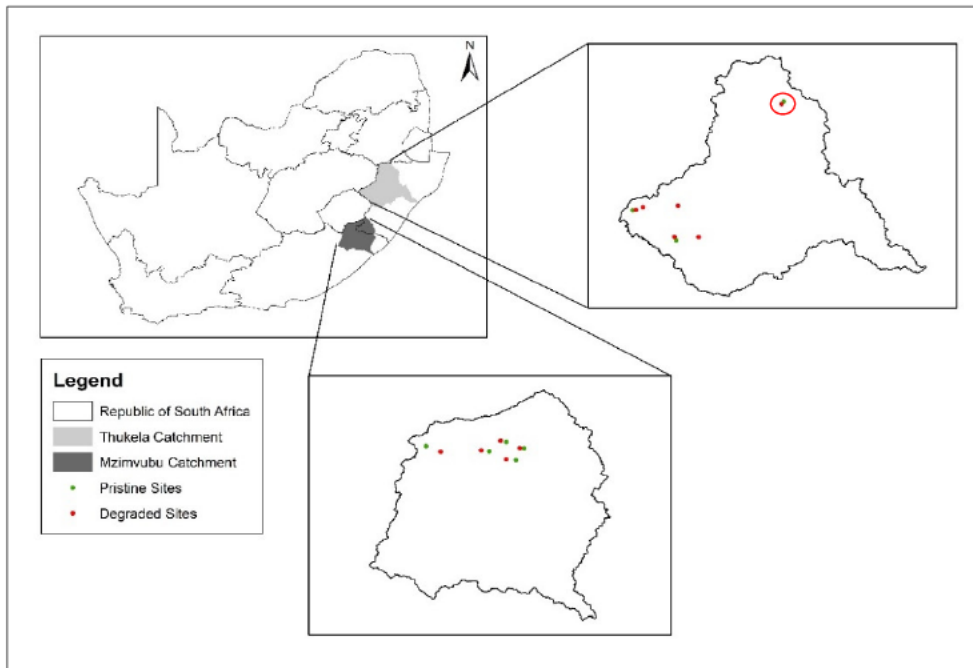 N
Legend
Republic of South Africa
Thukela Catchment
Mzimvubu Catchment
Pristine Sites
Degraded Sites